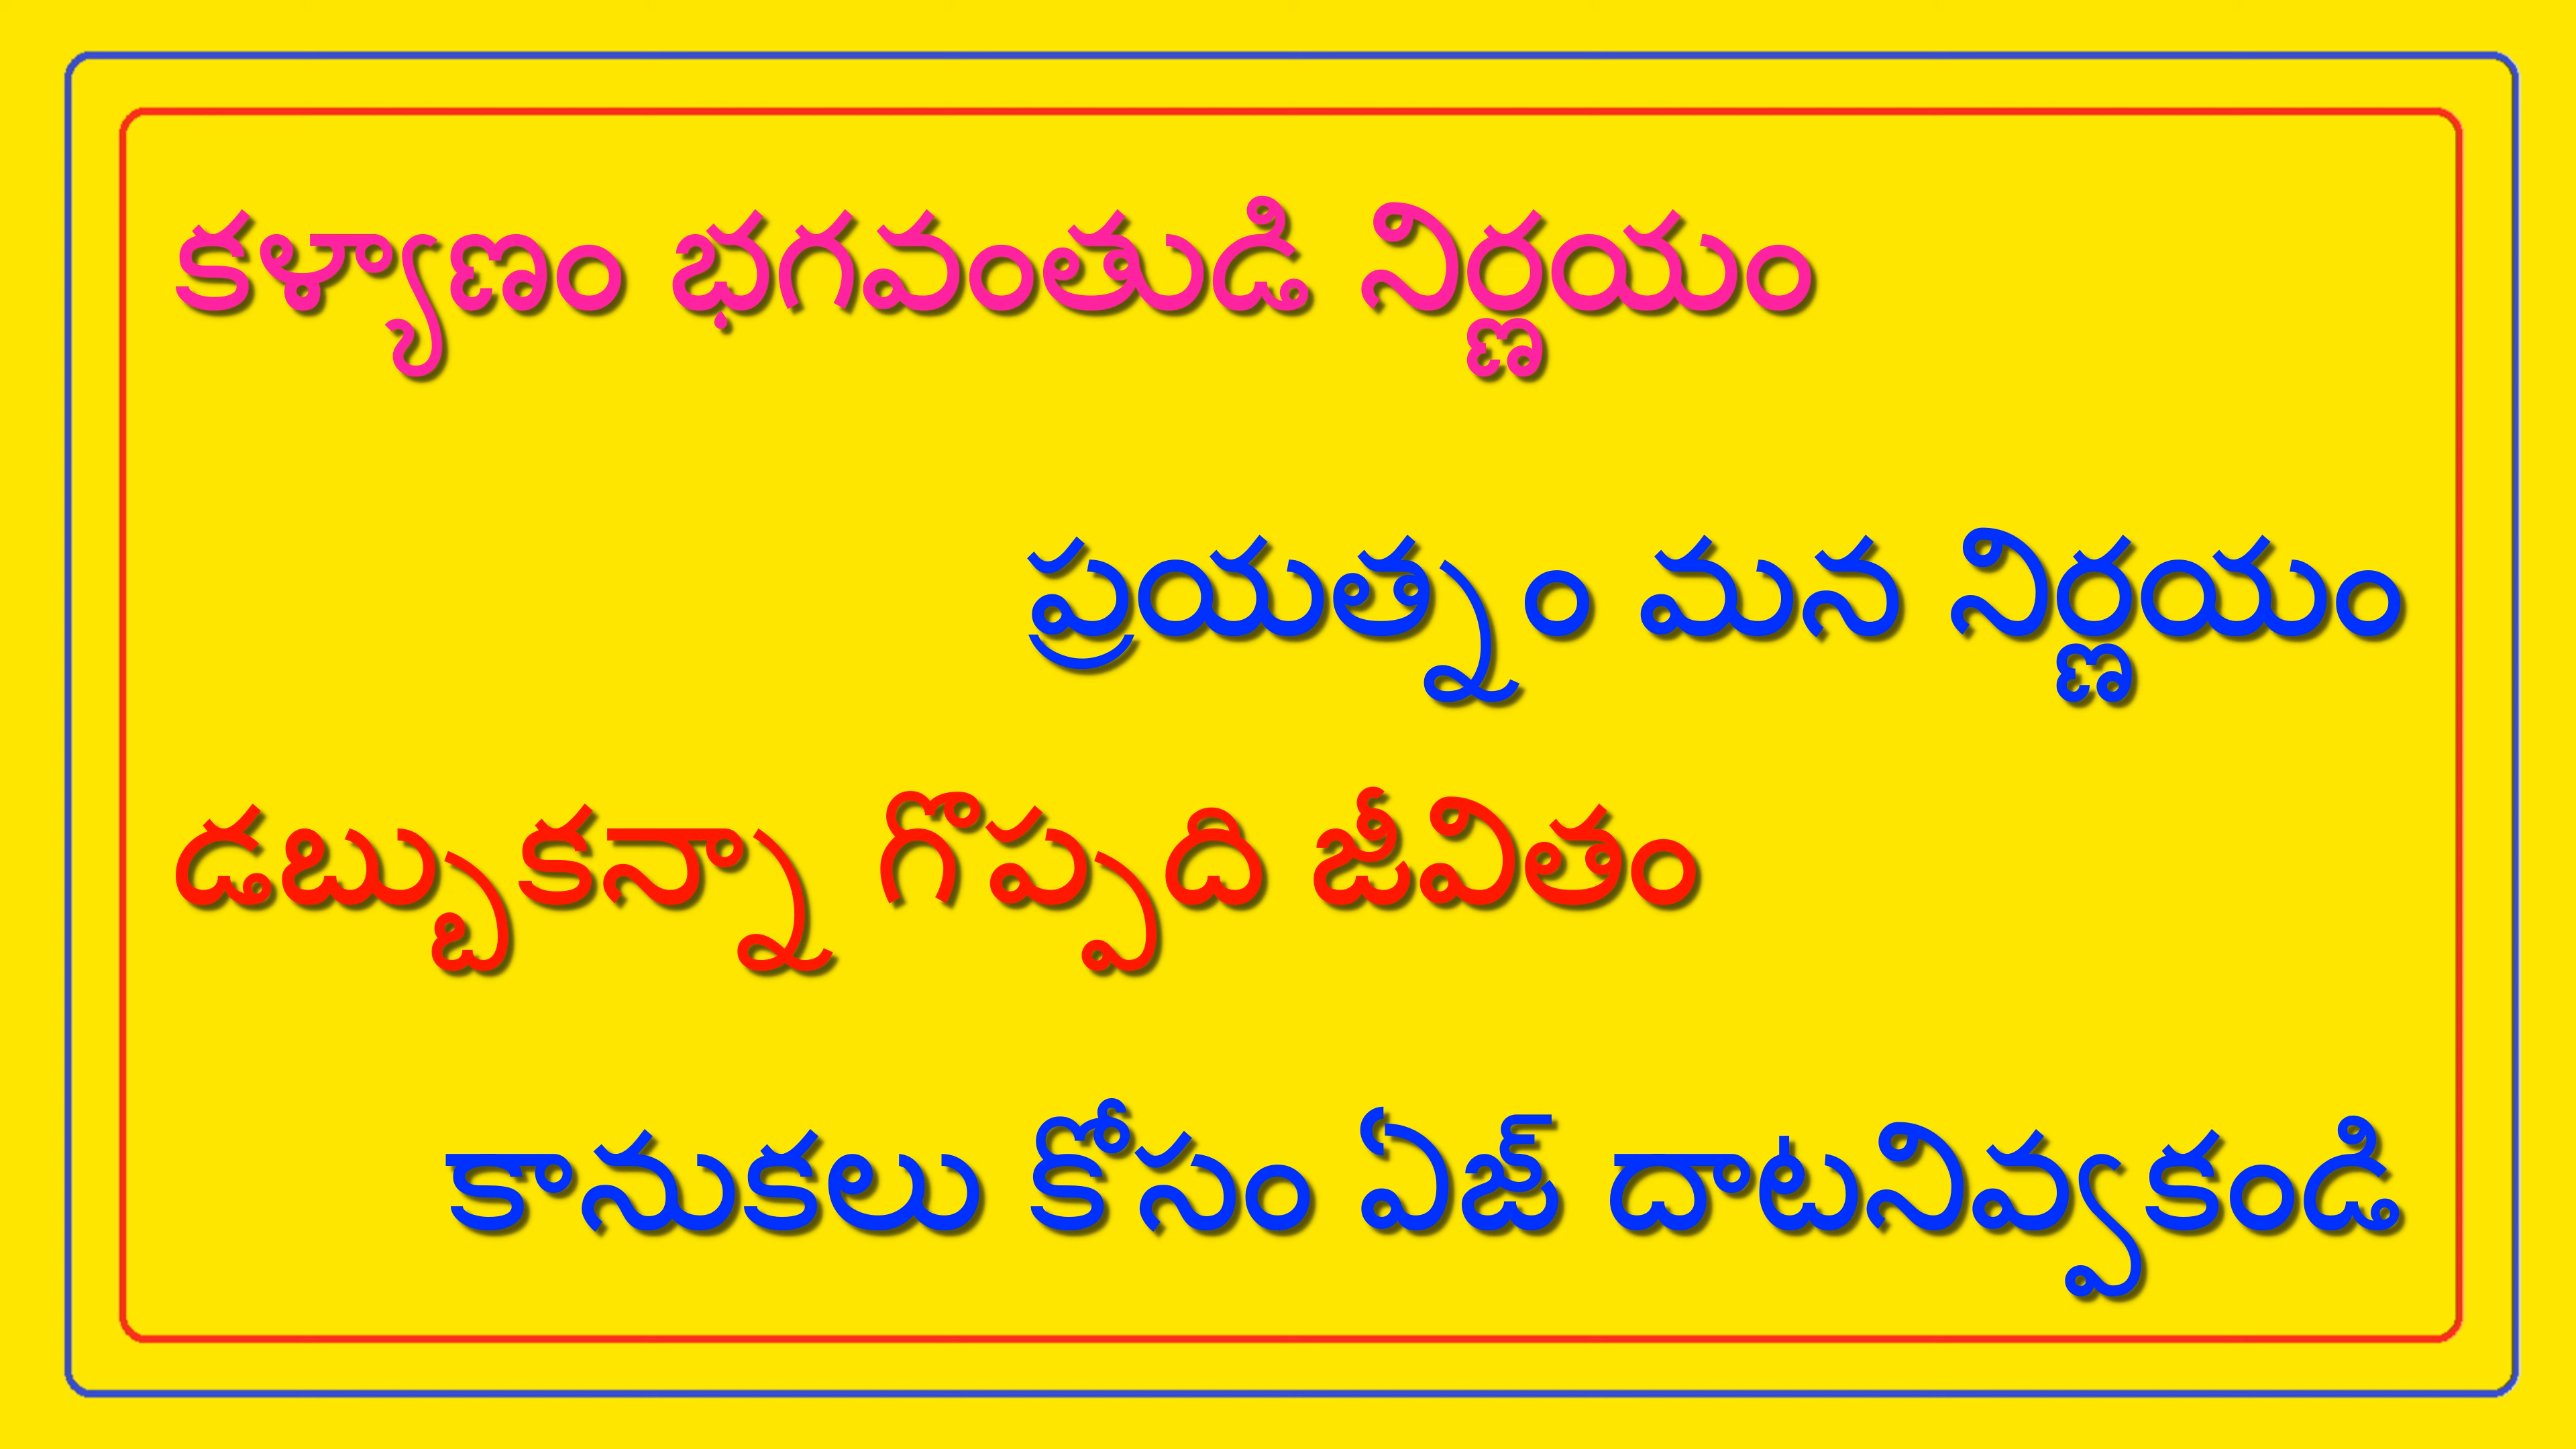 కళ్యాణం భగవంతుడి నిర్ణయం
ప్రయత్నం మన నిర్ణయం
డబ్బుకన్నా గొప్పది జీవితం
కానుకలు కోసం ఏజ్ దాటనివ్వకండి